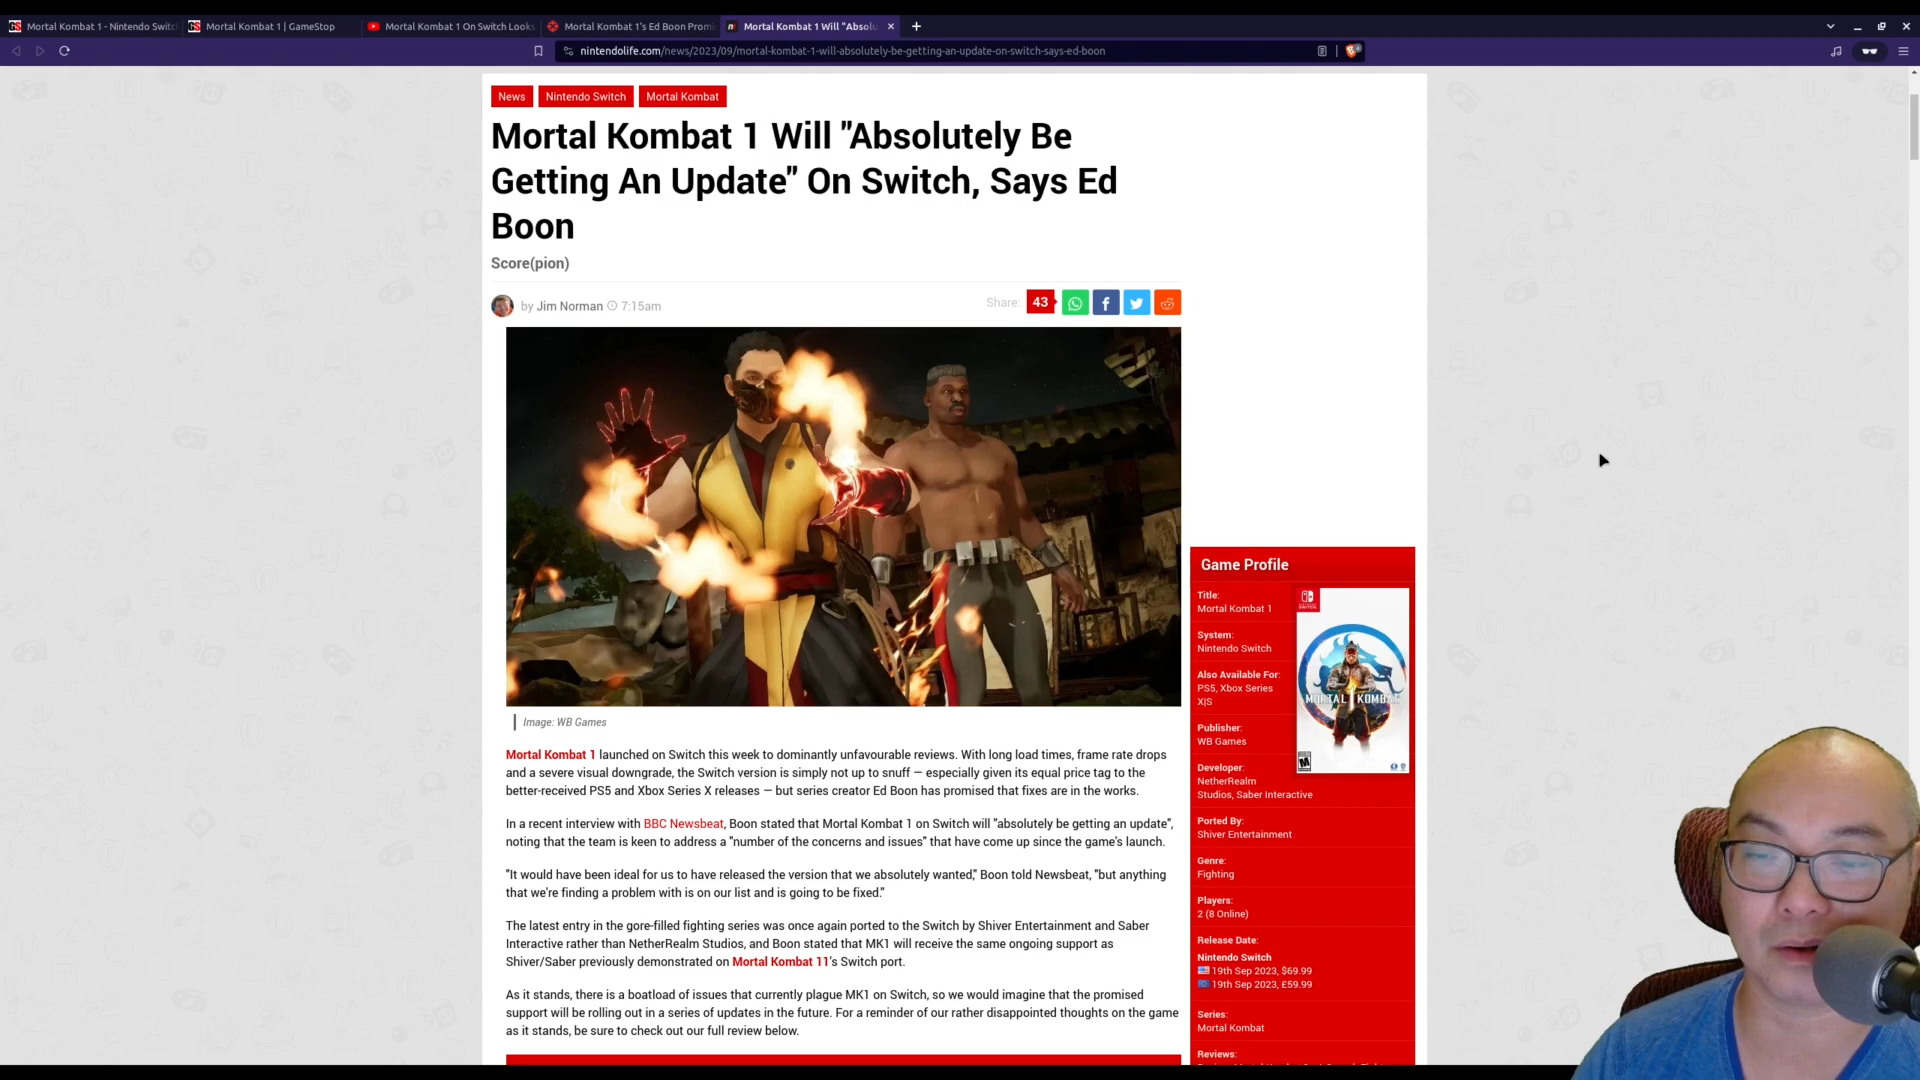 Mortal Kombat 1 - Nintendo Switc
Mortal Kombat 1 | GameStop
Mortal Kombat 1 On Switch Looks
Mortal Kombat 1's Ed Boon Promi
Mortal Kombat 1 Will "Absolu
nintendolife.com/news/2023/09/mortal-kombat-1-will-absolutely-be-getting-an-update-on-switch-says-ed-boon
News
Nintendo Switch
Mortal Kombat
Mortal Kombat 1 Will "Absolutely Be
Getting An Update" On Switch, Says Ed
Boon
Score(pion)
by Jim Norman 7:15am
Share: 43
Image: WB Games
Mortal Kombat 1 launched on Switch this week to dominantly unfavourable reviews. With long load times, frame rate drops
and a severe visual downgrade, the Switch version is simply not up to snuff — especially given its equal price tag to the
better-received PS5 and Xbox Series X releases — but series creator Ed Boon has promised that fixes are in the works.
In a recent interview with BBC Newsbeat, Boon stated that Mortal Kombat 1 on Switch will "absolutely be getting an update",
noting that the team is keen to address a "number of the concerns and issues" that have come up since the game's launch.
"It would have been ideal for us to have released the version that we absolutely wanted," Boon told Newsbeat, "but anything
that we're finding a problem with is on our list and is going to be fixed."
The latest entry in the gore-filled fighting series was once again ported to the Switch by Shiver Entertainment and Saber
Interactive rather than NetherRealm Studios, and Boon stated that MK1 will receive the same ongoing support as
Shiver/Saber previously demonstrated on Mortal Kombat 11's Switch port.
As it stands, there is a boatload of issues that currently plague MK1 on Switch, so we would imagine that the promised
support will be rolling out in a series of updates in the future. For a reminder of our rather disappointed thoughts on the game
as it stands, be sure to check out our full review below.
Game Profile
Title:
Mortal Kombat 1
System:
Nintendo Switch
Also Available For:
PS5, Xbox Series
X|S
Publisher:
WB Games
Developer:
NetherRealm
Studios, Saber Interactive
Ported By:
Shiver Entertainment
Genre:
Fighting
Players:
2 (8 Online)
Release Date:
Nintendo Switch
19th Sep 2023, $69.99
19th Sep 2023, £59.99
Series:
Mortal Kombat
Reviews:
MORTAL KOMBAT
M